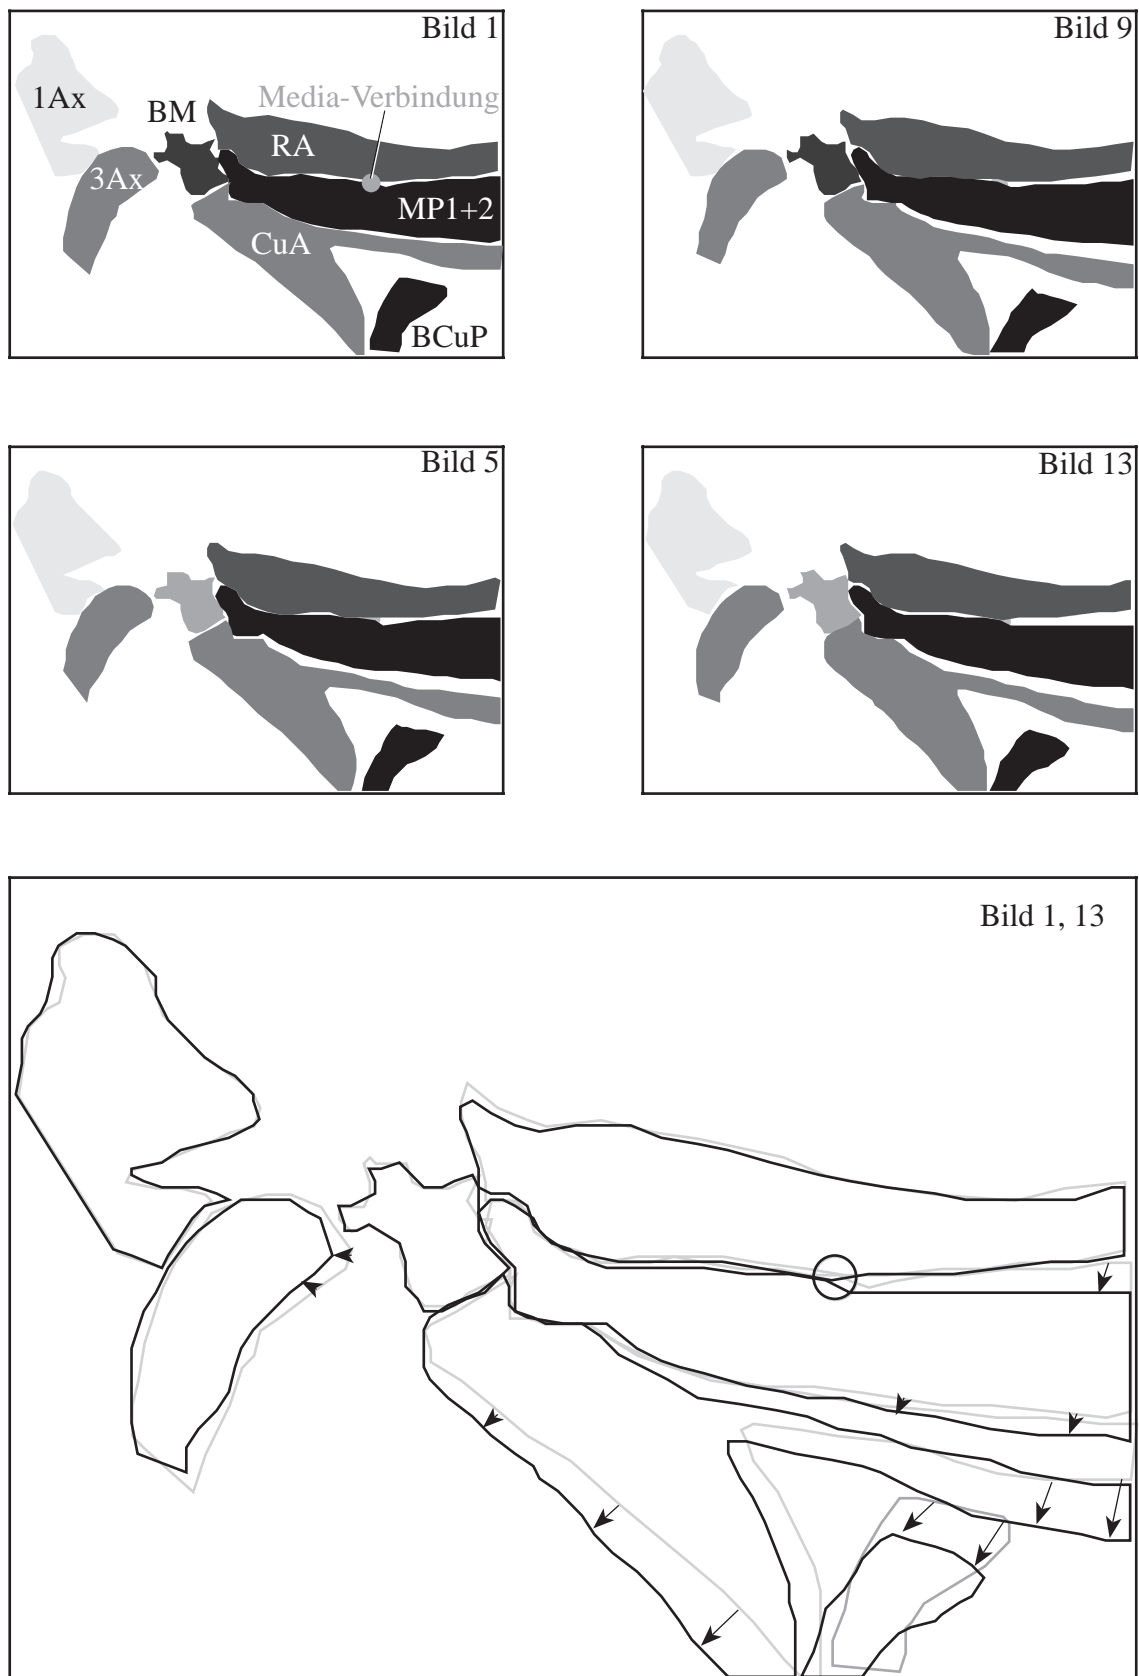 Bild 1
1Ax
BM
Media-Verbindung
RA
3Ax
MP1+2
CuA
BCuP
Bild 9
Bild 5
Bild 13
Bild 1, 13